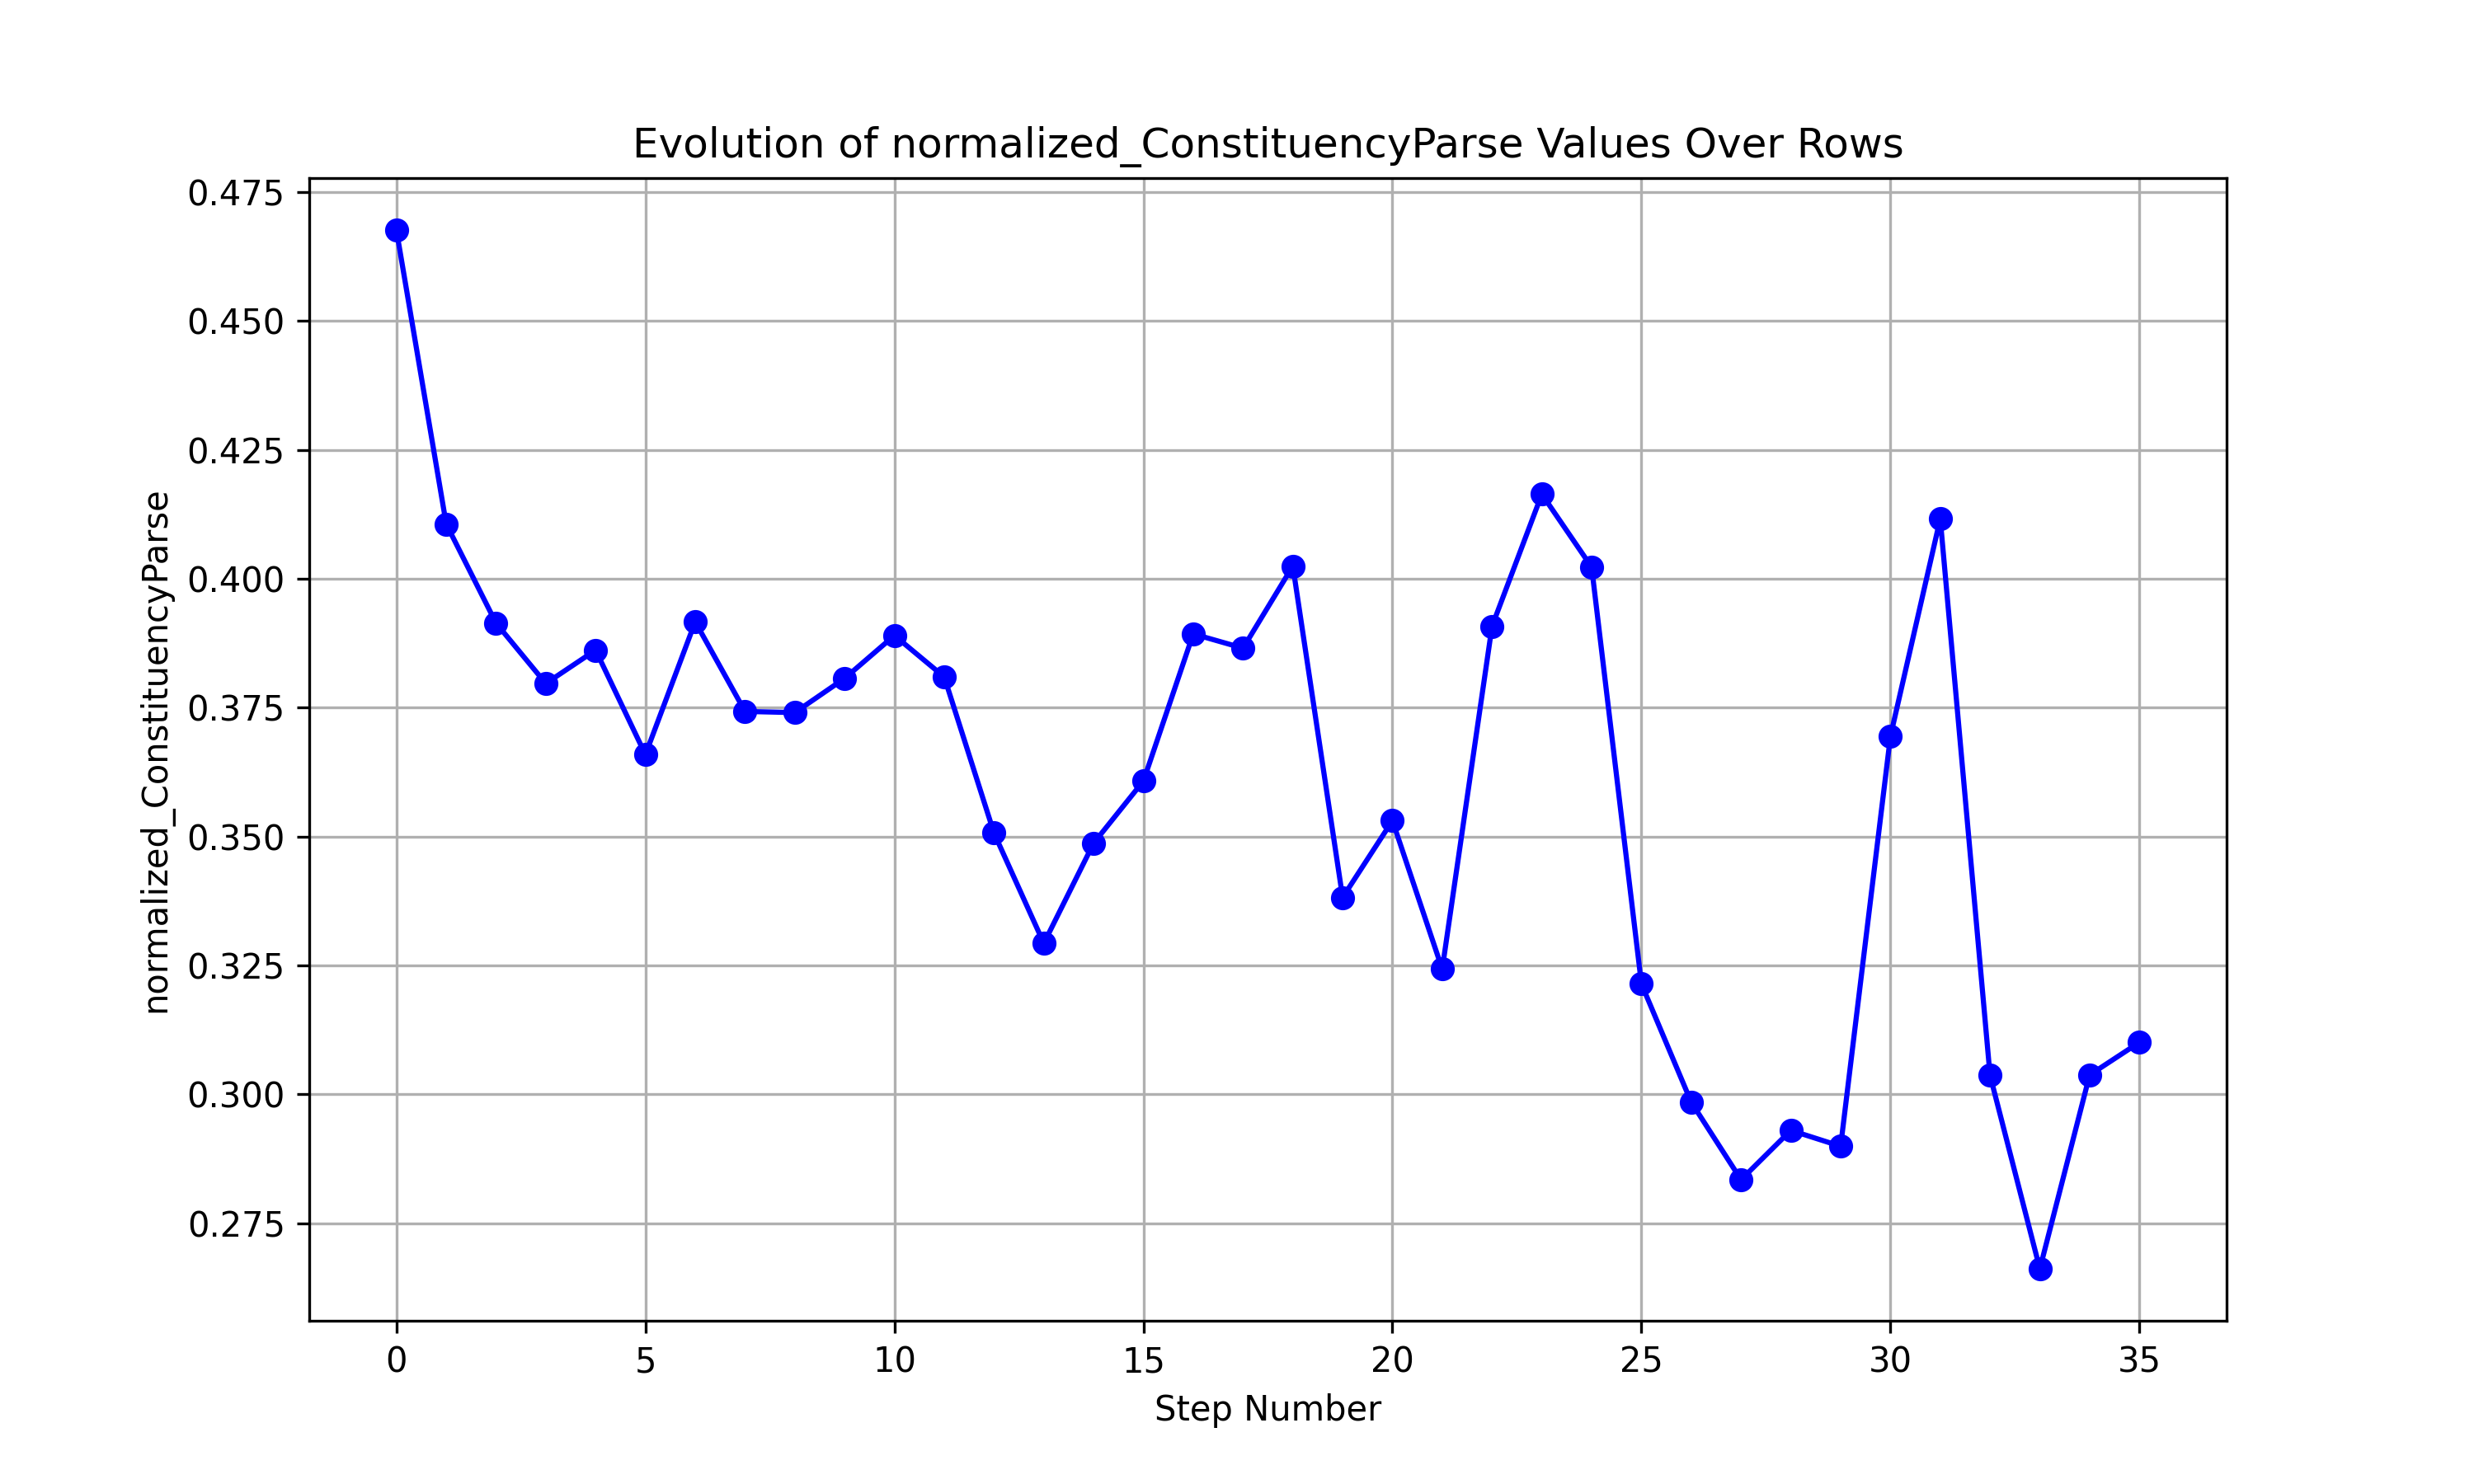 Evolution of normalized_ConstituencyParse Values Over Rows
normalized_ConstituencyParse
0.475
0.450
0.425
0.400
0.375
0.350
0.325
0.300
0.275
0 5 10 15 20 25 30 35
Step Number